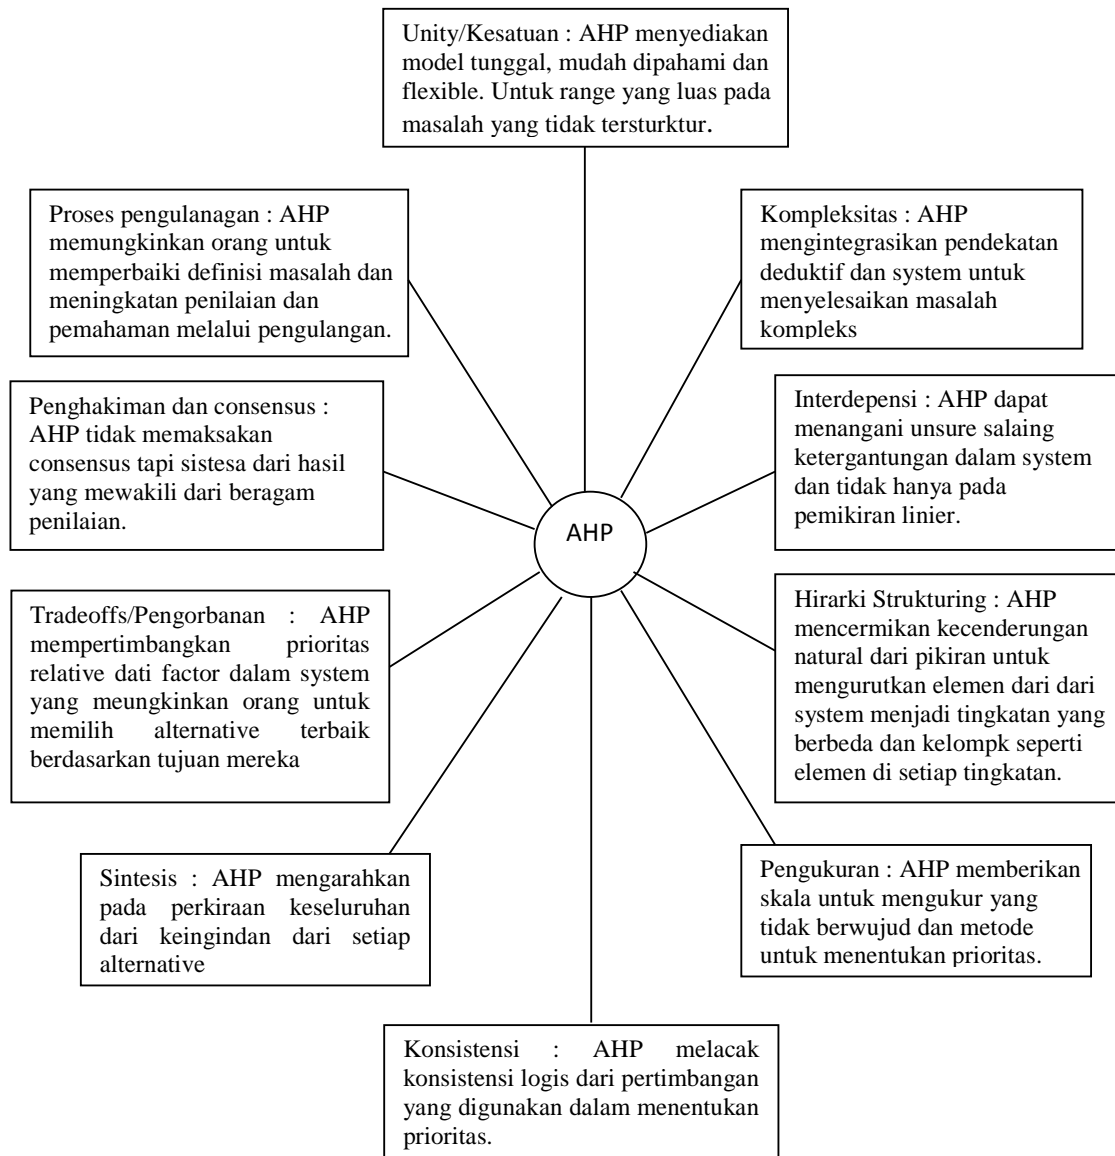 Unity/Kesatuan : AHP menyediakan
model tunggal, mudah dipahami dan
flexible. Untuk range yang luas pada
masalah yang tidak tersturktur.
Proses pengulanagan : AHP
memungkinkan orang untuk
memperbaiki definisi masalah dan
meningkatan penilaian dan
pemahaman melalui pengulangan.
Kompleksitas : AHP
mengintegrasikan pendekatan
deduktif dan system untuk
menyelesaikan masalah
kompleks
Penghakiman dan consensus :
AHP tidak memaksakan
consensus tapi sistesa dari hasil
yang mewakili dari beragam
penilaian.
Interdepensi : AHP dapat
menangani unsure salaing
ketergantungan dalam system
dan tidak hanya pada
pemikiran linier.
AHP
Tradeoffs/Pengorbanan : AHP
mempertimbangkan prioritas
relative dati factor dalam system
yang meungkinkan orang untuk
memilih alternative terbaik
berdasarkan tujuan mereka
Hirarki Strukturing : AHP
mencermikan kecenderungan
natural dari pikiran untuk
mengurutkan elemen dari dari
system menjadi tingkatan yang
berbeda dan kelompk seperti
elemen di setiap tingkatan.
Sintesis : AHP mengarahkan
pada perkiraan keseluruhan
dari keingindan dari setiap
alternative
Pengukuran : AHP memberikan
skala untuk mengukur yang
tidak berwujud dan metode
untuk menentukan prioritas.
Konsistensi : AHP melacak
konsistensi logis dari pertimbangan
yang digunakan dalam menentukan
prioritas.